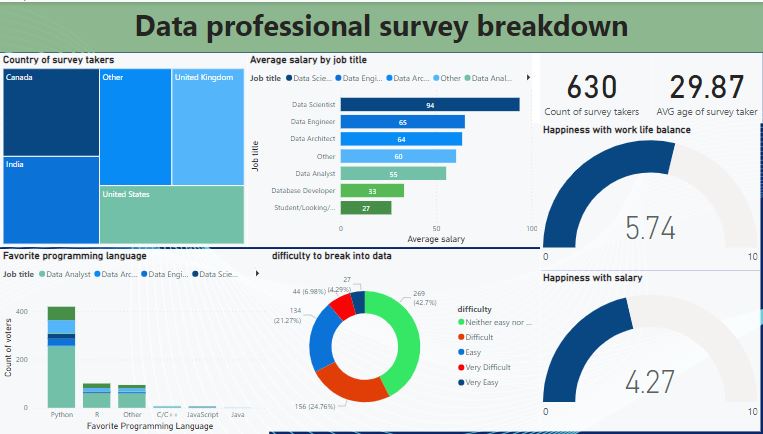 Data professional survey breakdown
Country of survey takers
Canada
Other
United Kingdom
India
United States
Average salary by job title
Job title Data Scie... Data Engi... Data Arc... Other Data Anal...
Job title
Data Scientist 94
Data Engineer 65
Data Architect 64
Other 60
Data Analyst 55
Database Developer 33
Student/Looking/... 27
0 50 100
Average salary
630
Count of survey takers
29.87
AVG age of survey taker
Happiness with work life balance
5.74
0 10
Favorite programming language
Job title Data Analyst Data Arc... Data Engi... Data Scie...
Count of voters
400
200
0
Python R Other C/C++ JavaScript Java
Favorite Programming Language
difficulty to break into data
27
(4.29%)
44 (6.98%)
134
(21.27%)
269
(42.7%)
156 (24.76%)
difficulty
Neither easy nor ...
Difficult
Easy
Very Difficult
Very Easy
Happiness with salary
4.27
0 10